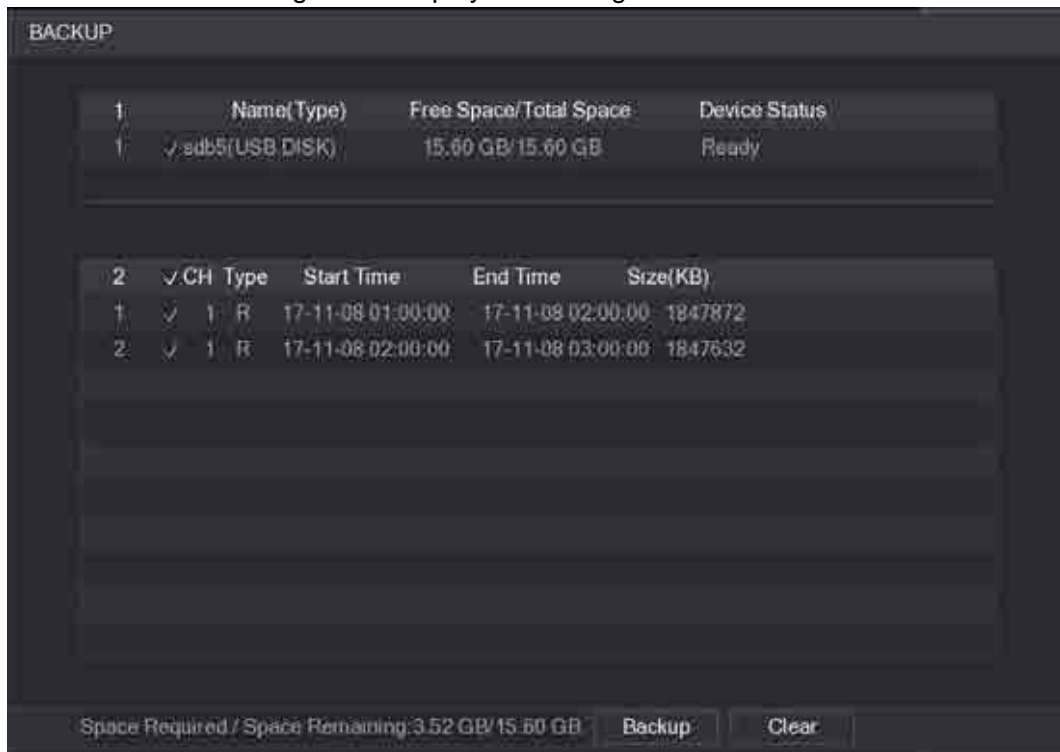 BACKUP
1 Name(Type) Free Space/Total Space Device Status
1 ✓ sdb5(USB DISK) 15.60 GB/15.60 GB Ready
2 ✓ CH Type Start Time End Time Size(KB)
1 ✓ 1 R 17-11-08 01:00:00 17-11-08 02:00:00 1847872
2 ✓ 1 R 17-11-08 02:00:00 17-11-08 03:00:00 1847632
Space Required / Space Remaining:3.52 GB/15.60 GB Backup Clear